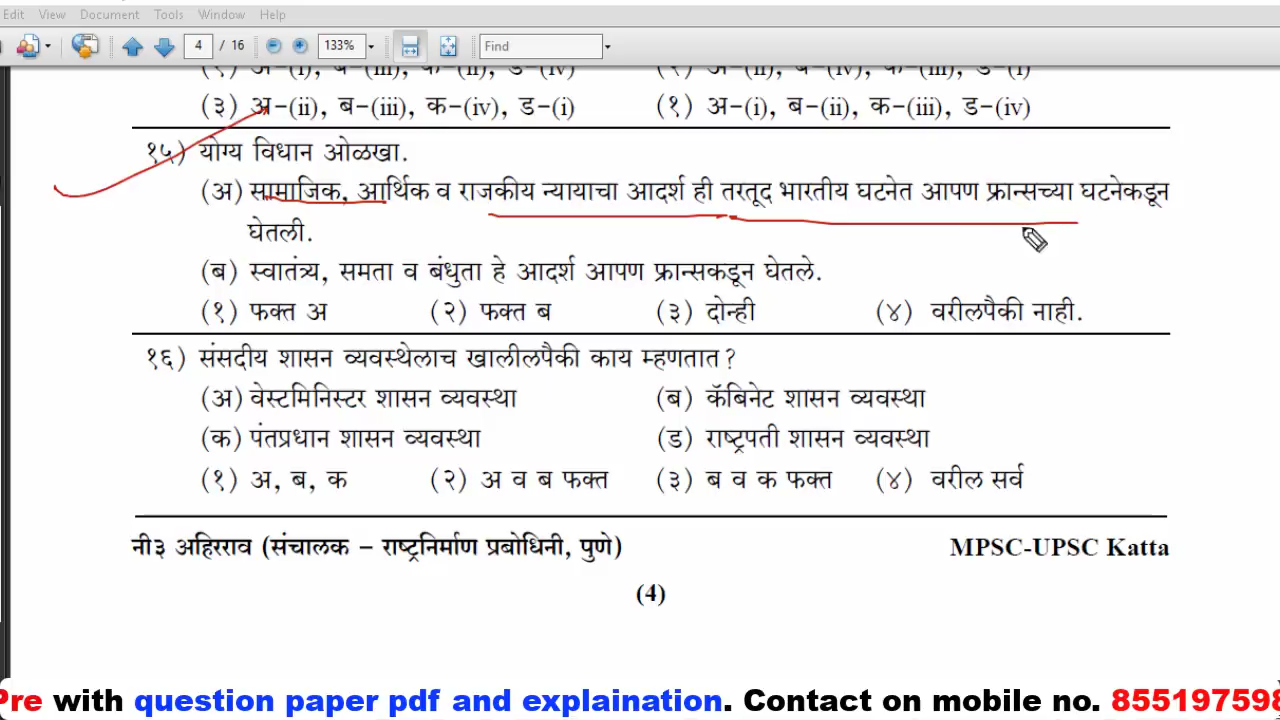 Edit View Document Tools Window Help
4 / 16 133% Find
(३) अ-(ii), ब-(iii), क-(iv), ड-(i) (१) अ-(i), ब-(ii), क-(iii), ड-(iv)
१५) योग्य विधान ओळखा.
(अ) सामाजिक, आर्थिक व राजकीय न्यायाचा आदर्श ही तरतूद भारतीय घटनेत आपण फ्रान्सच्या घटनेकडून
घेतली.
(ब) स्वातंत्र्य, समता व बंधुता हे आदर्श आपण फ्रान्सकडून घेतले.
(१) फक्त अ (२) फक्त ब (३) दोन्ही (४) वरीलपैकी नाही.
१६) संसदीय शासन व्यवस्थेलाच खालीलपैकी काय म्हणतात?
(अ) वेस्टमिनिस्टर शासन व्यवस्था (ब) कॅबिनेट शासन व्यवस्था
(क) पंतप्रधान शासन व्यवस्था (ड) राष्ट्रपती शासन व्यवस्था
(१) अ, ब, क (२) अ व ब फक्त (३) ब व क फक्त (४) वरील सर्व
नी३ अहिरराव (संचालक – राष्ट्रनिर्माण प्रबोधिनी, पुणे) MPSC-UPSC Katta
(4)
Pre with question paper pdf and explaination. Contact on mobile no. 855197598